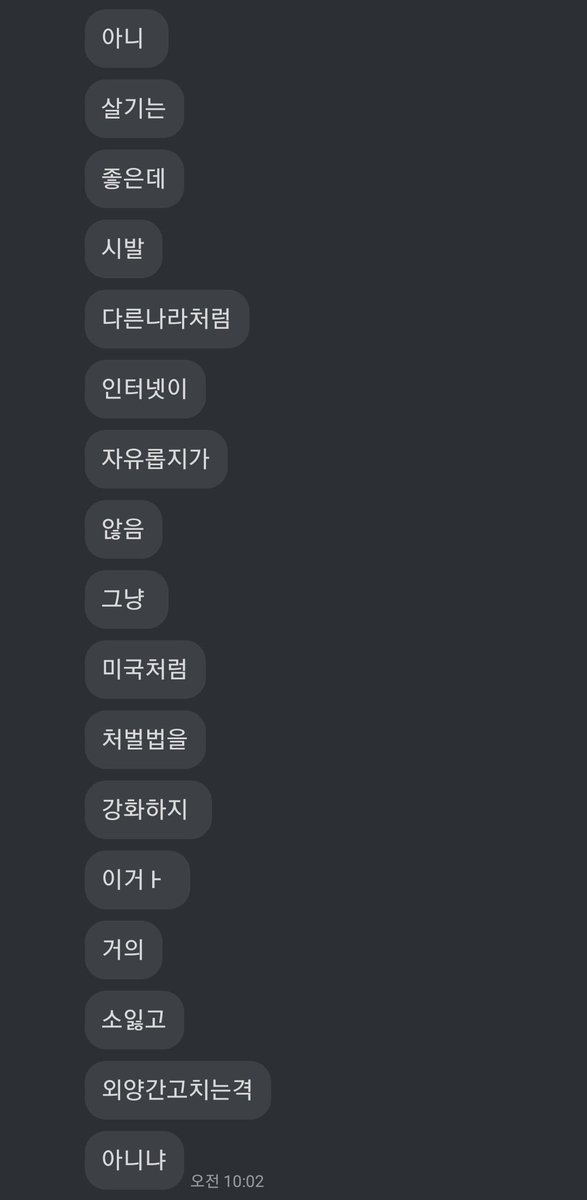 아니
살기는
좋은데
시발
다른나라처럼
인터넷이
자유롭지가
않음
그냥
미국처럼
처벌법을
강화하지
이거ㅏ
거의
소잃고
외양간고치는격
아니냐
오전 10:02